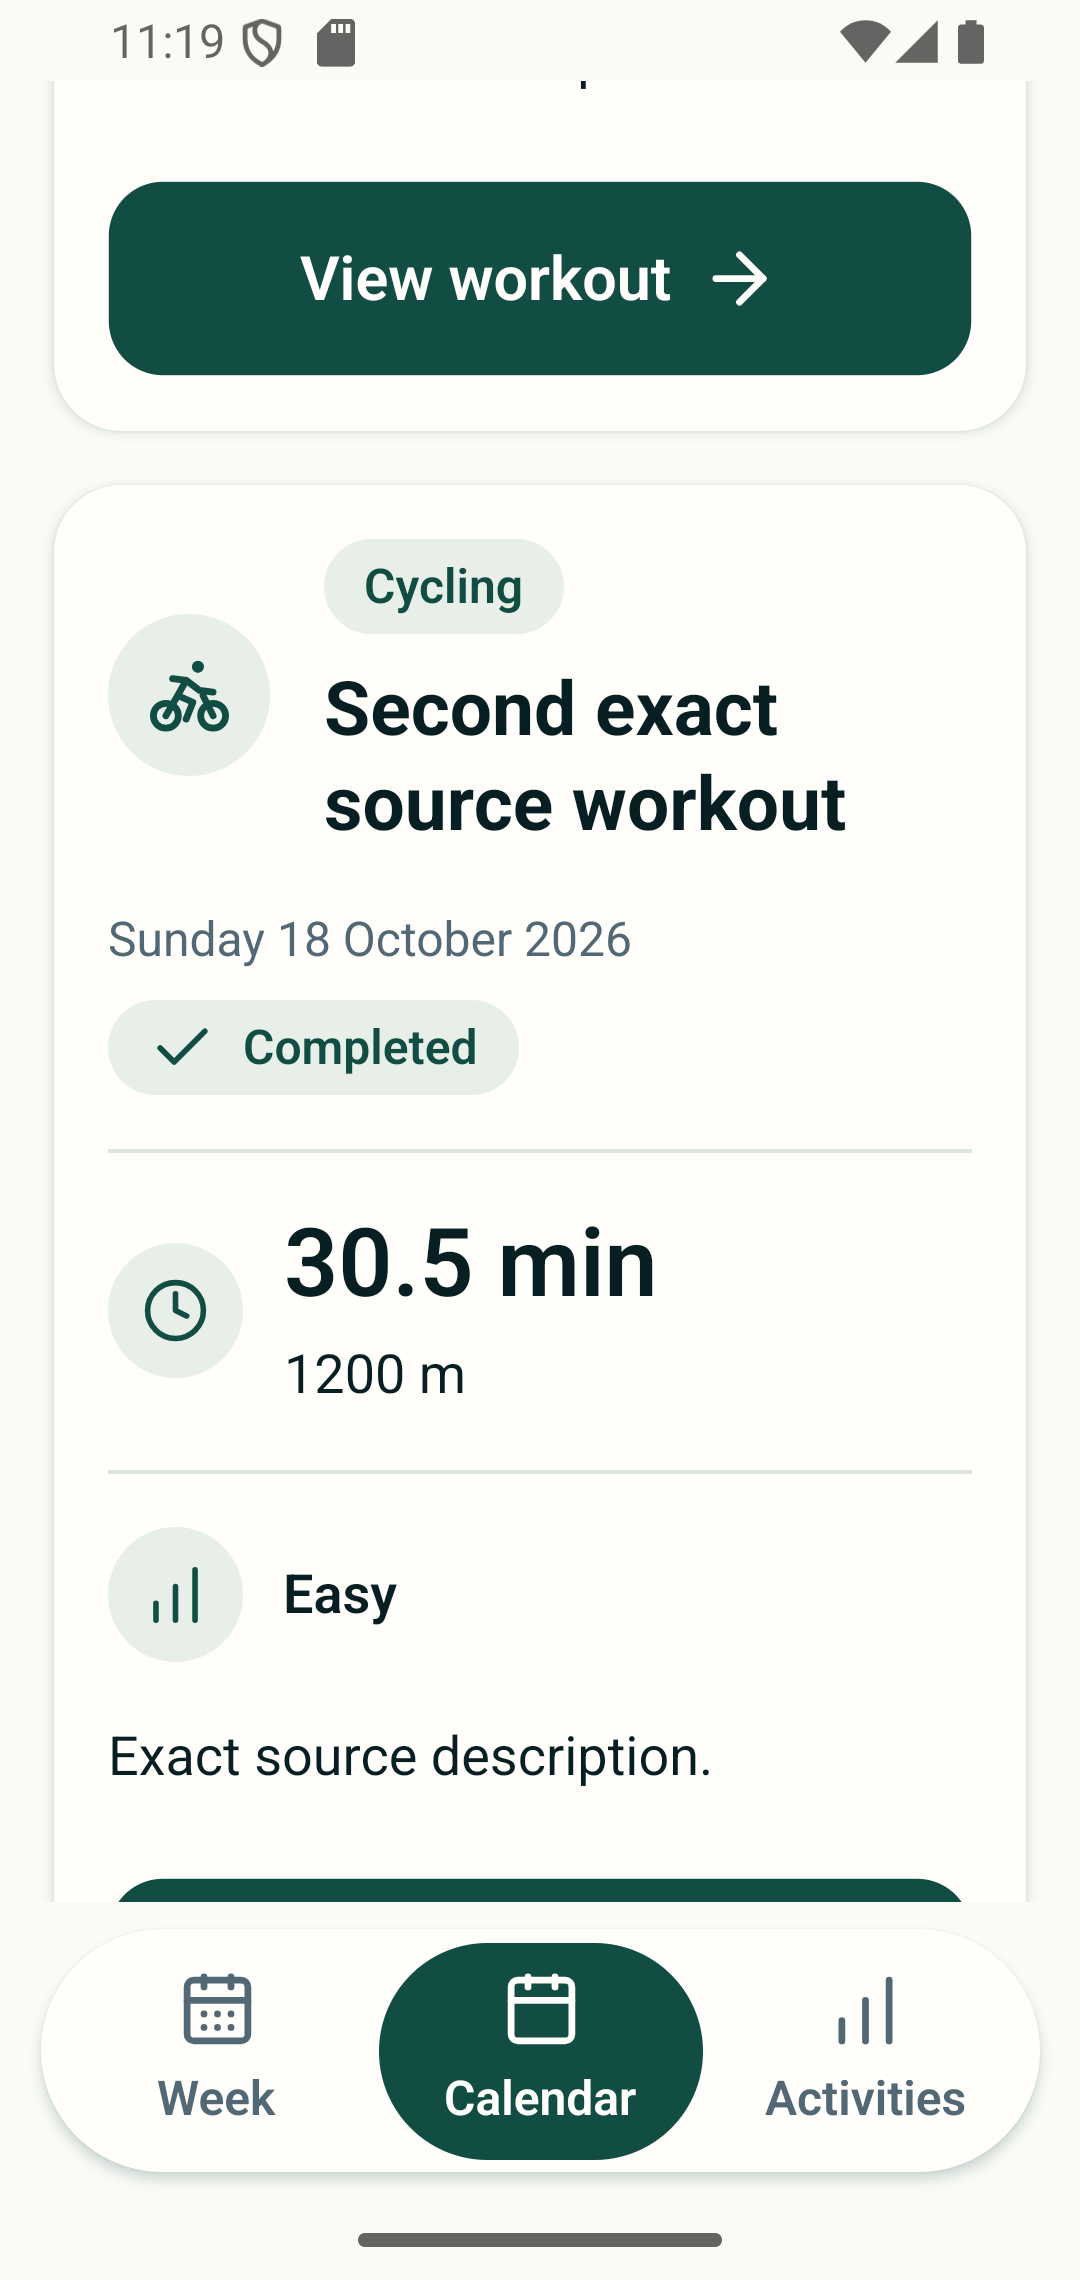 11:19
View workout
Cycling
Second exact
source workout
Sunday 18 October 2026
Completed
30.5 min
1200 m
Easy
Exact source description.
Week
Calendar
Activities